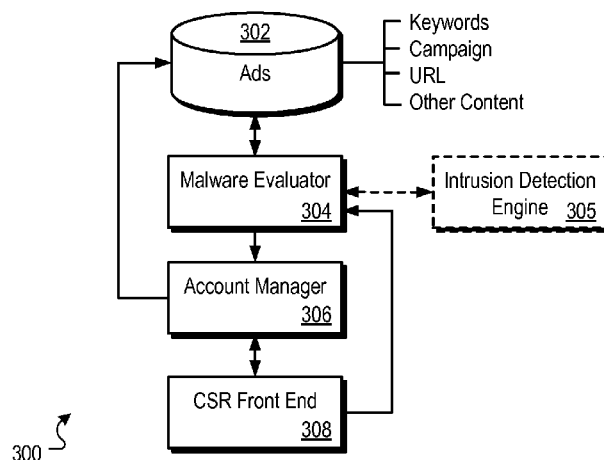 302
Ads
Keywords
Campaign
URL
Other Content
Malware Evaluator
304
Intrusion Detection
Engine 305
Account Manager
306
CSR Front End
308
300